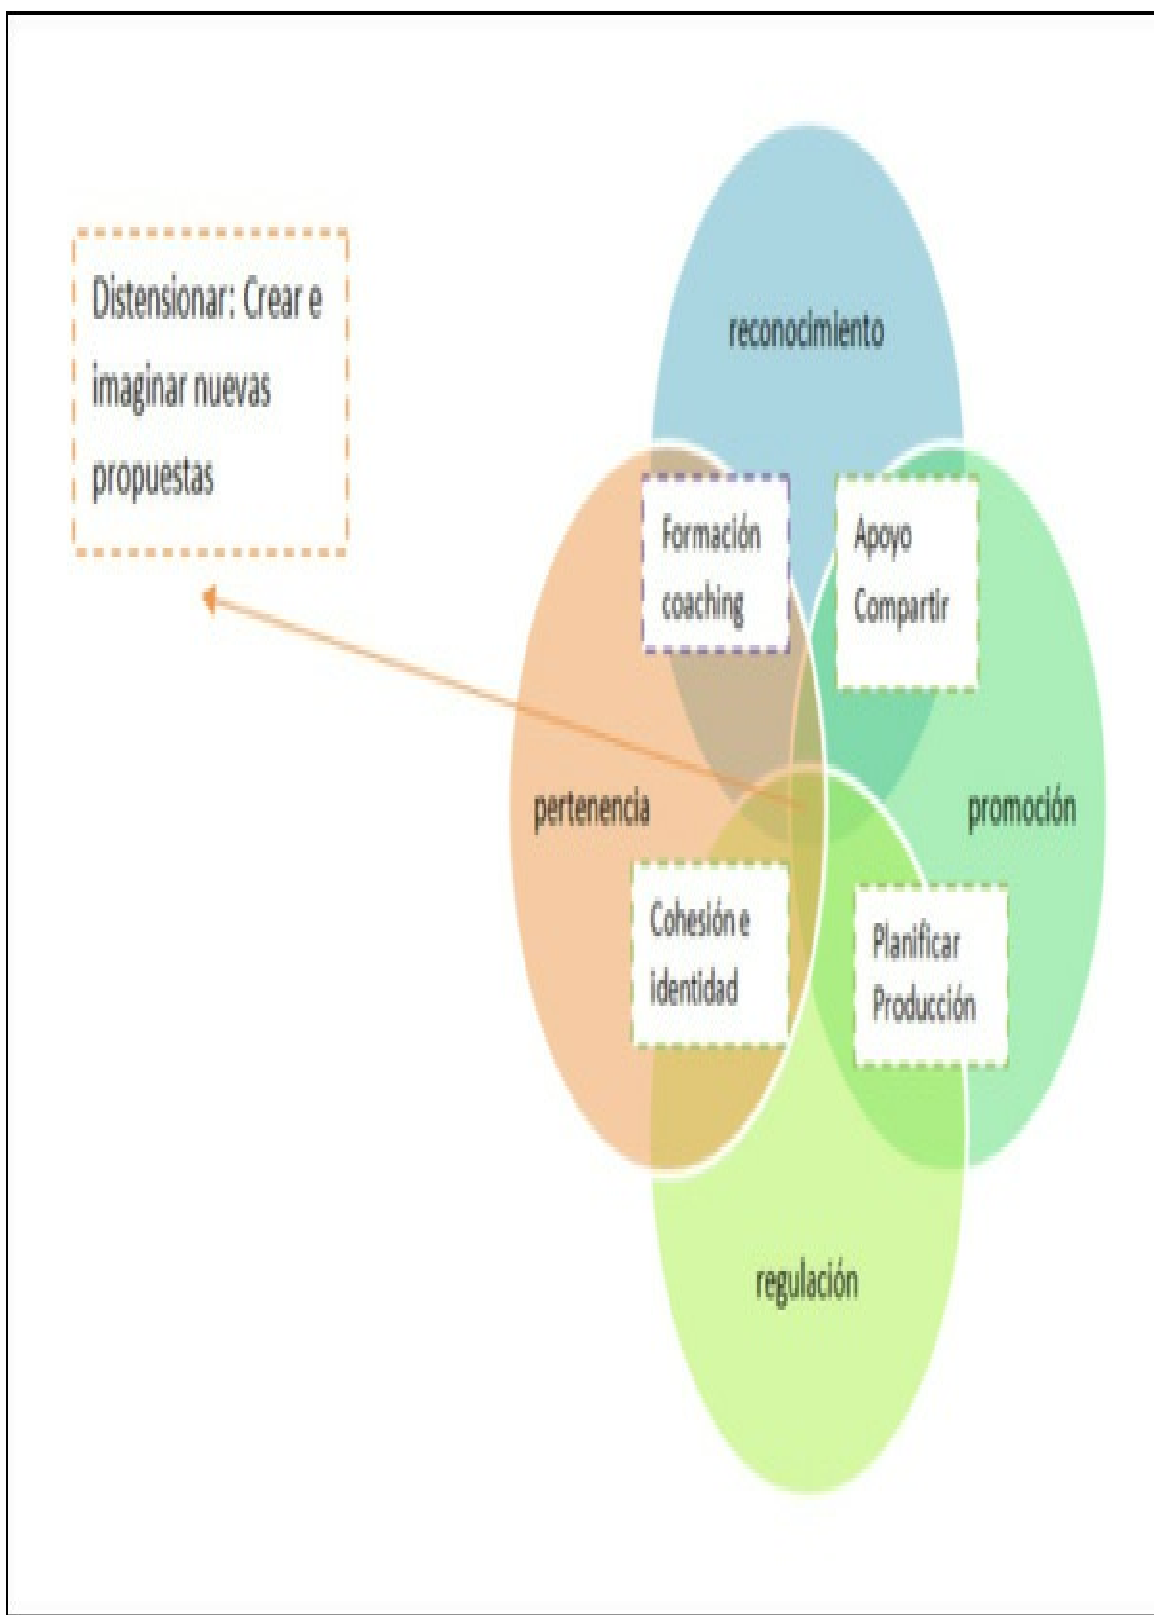 Distensionar: Crear e
imaginar nuevas
propuestas
reconocimiento
Formación
coaching
Apoyo
Compartir
pertenencia
promoción
Cohesión e
identidad
Planificar
Producción
regulación